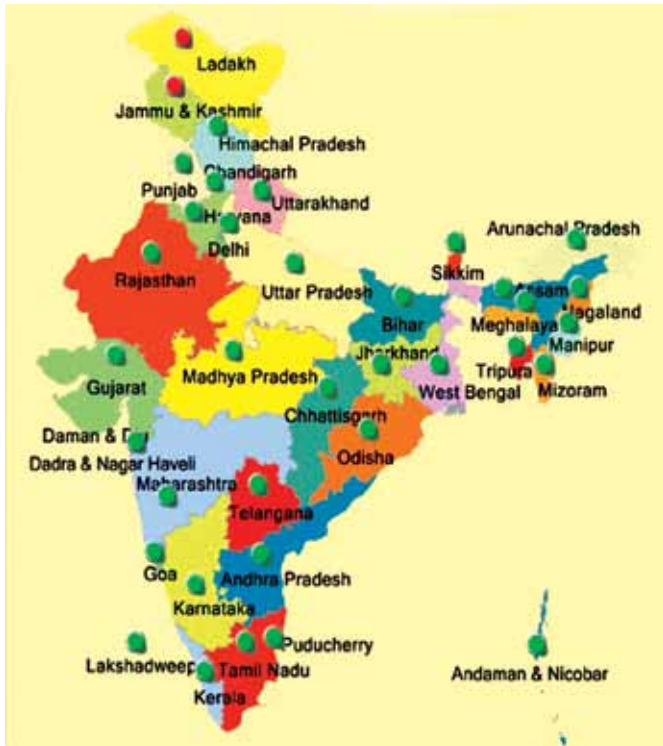 Ladakh
Jammu & Kashmir
Himachal Pradesh
Chandigarh
Punjab
Uttarakhand
Haryana
Delhi
Arunachal Pradesh
Sikkim
Rajasthan
Uttar Pradesh
Assam
Nagaland
Bihar
Meghalaya
Manipur
Jharkhand
Tripura
Gujarat
Madhya Pradesh
West Bengal
Mizoram
Chhattisgarh
Daman & Diu
Odisha
Dadra & Nagar Haveli
Maharashtra
Telangana
Goa
Andhra Pradesh
Karnataka
Puducherry
Lakshadweep
Tamil Nadu
Andaman & Nicobar
Kerala